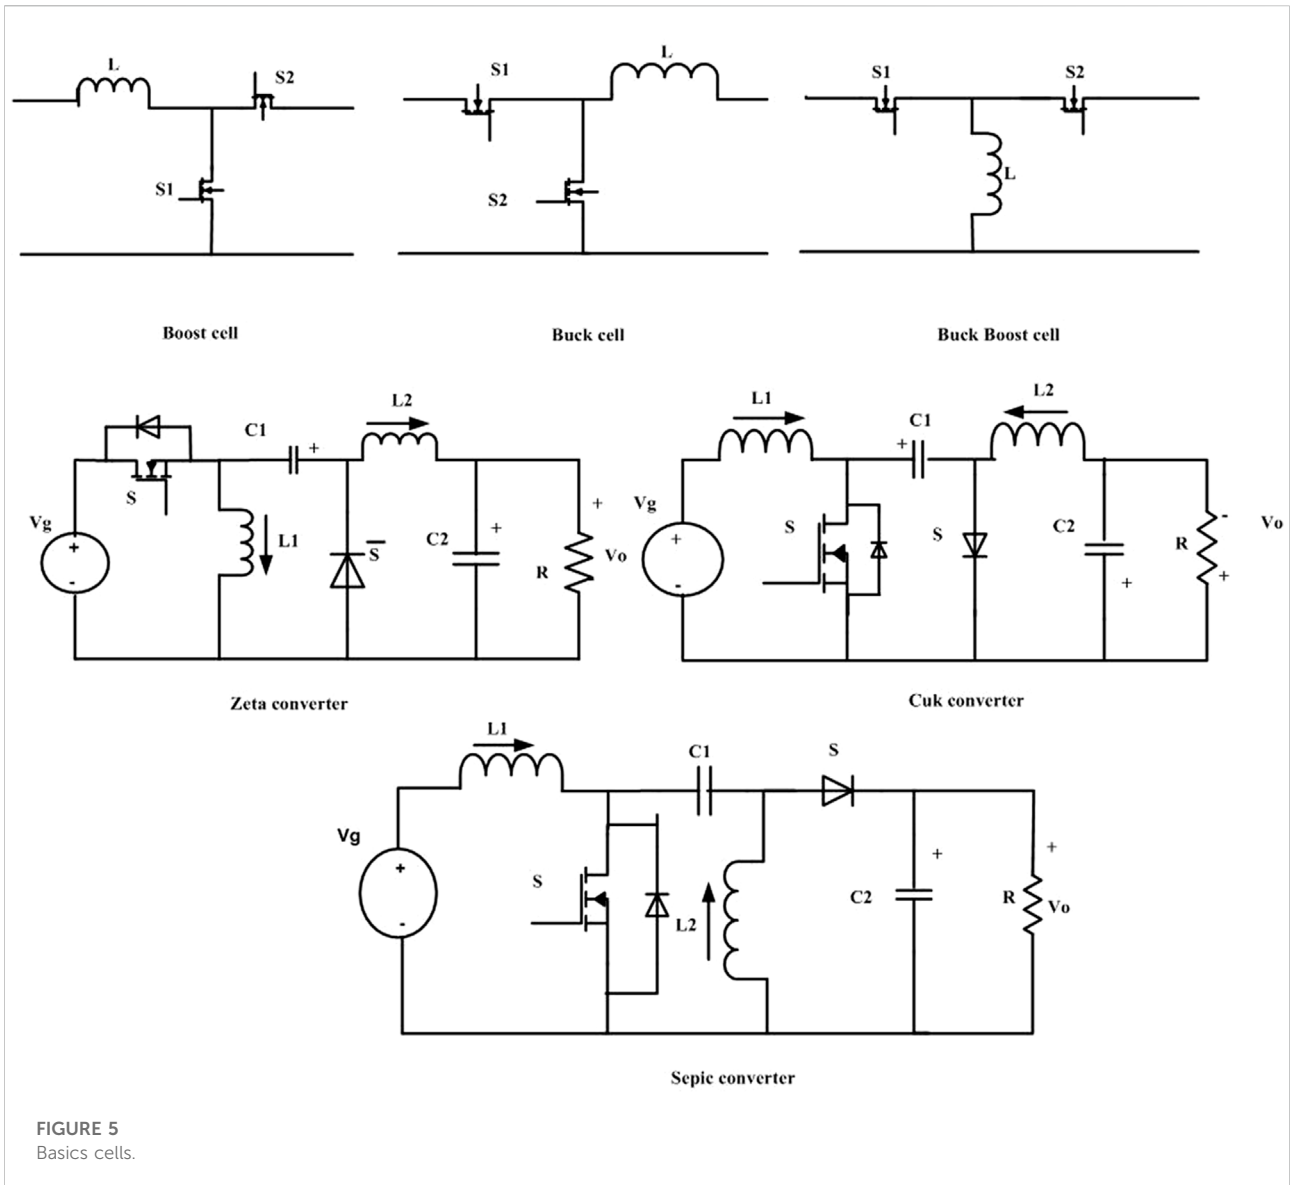 L
S2
S1
Boost cell
S1
L
S2
Buck cell
S1
S2
L
Buck Boost cell
L2
C1
+
S
Vg
+
-
L1
S
C2
+
R
+
Vo
Zeta converter
L1
L2
C1
+
Vg
+
-
S
S
C2
+
R
-
+
Vo
Cuk converter
L1
C1
S
Vg
+
-
S
L2
C2
+
R
+
Vo
Sepic converter
FIGURE 5
Basics cells.